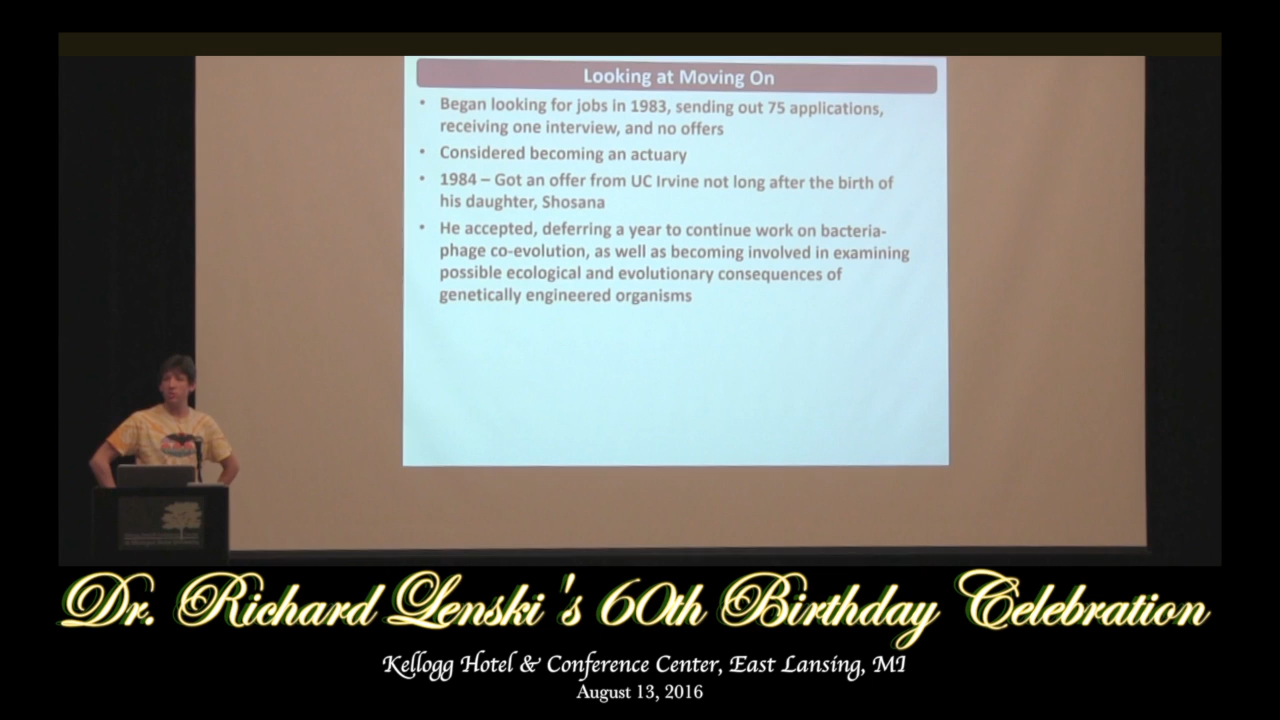 Looking at Moving On
• Began looking for jobs in 1983, sending out 75 applications,
receiving one interview, and no offers
• Considered becoming an actuary
• 1984 – Got an offer from UC Irvine not long after the birth of
his daughter, Shosana
• He accepted, deferring a year to continue work on bacteria-
phage co-evolution, as well as becoming involved in examining
possible ecological and evolutionary consequences of
genetically engineered organisms
Dr. Richard Lenski's 60th Birthday Celebration
Kellogg Hotel & Conference Center, East Lansing, MI
August 13, 2016